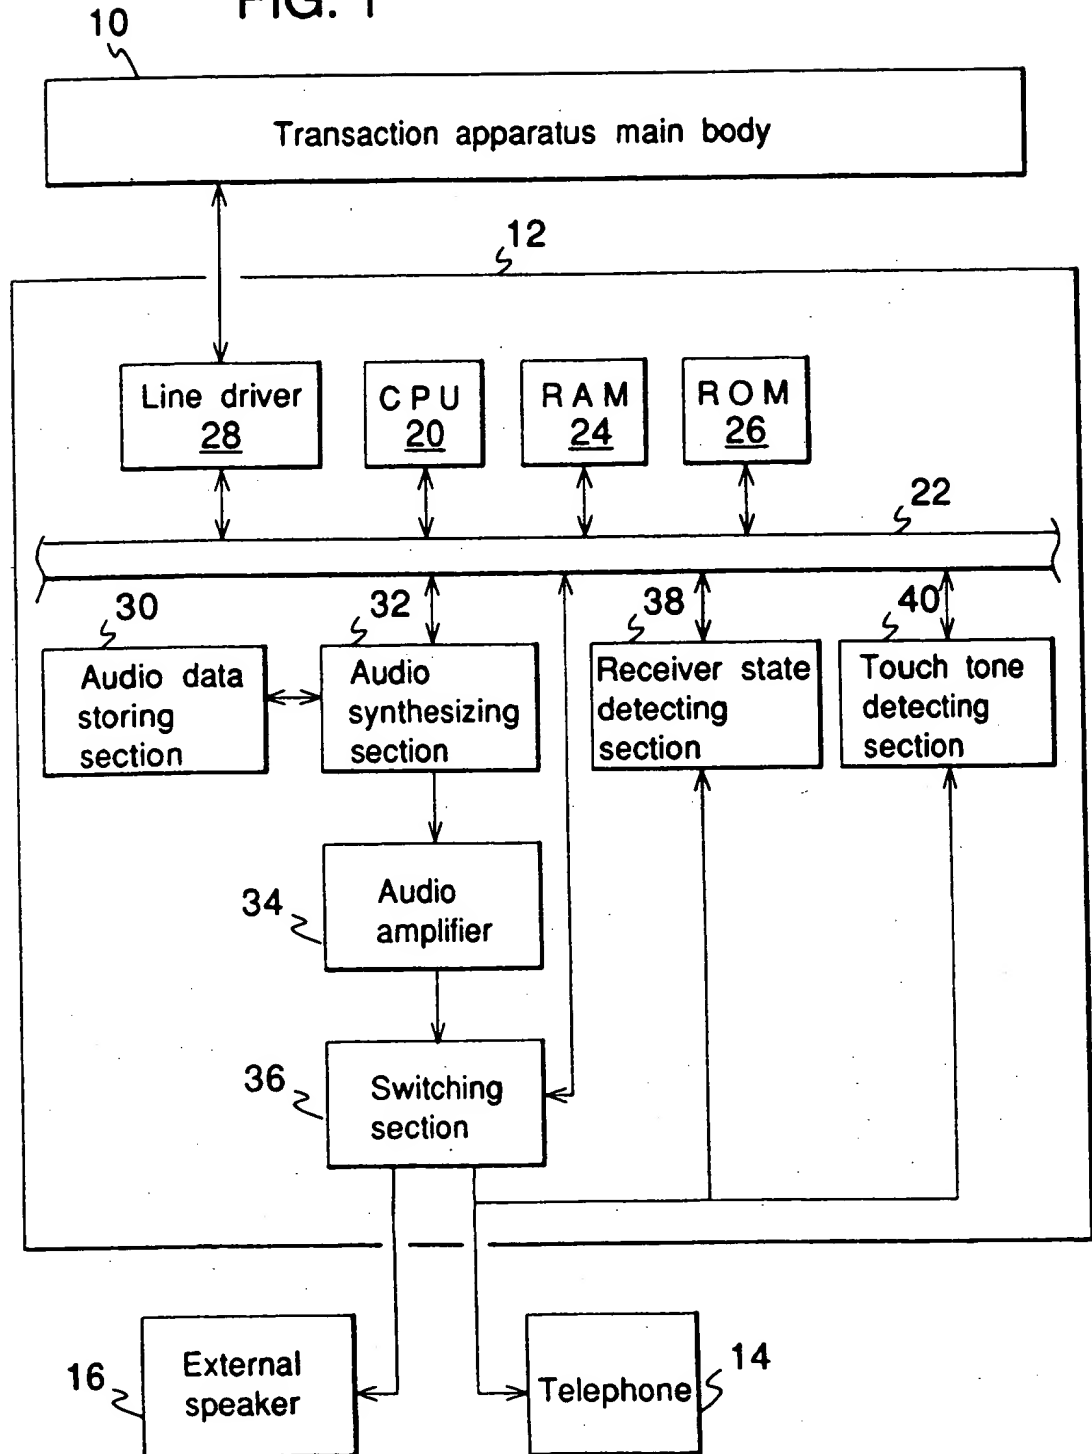 FIG. 1
10
Transaction apparatus main body
12
Line driver
28
CPU
20
RAM
24
ROM
26
22
30
32
38
40
Audio data
storing
section
Audio
synthesizing
section
Receiver state
detecting
section
Touch tone
detecting
section
34
Audio
amplifier
36
Switching
section
16
External
speaker
Telephone
14